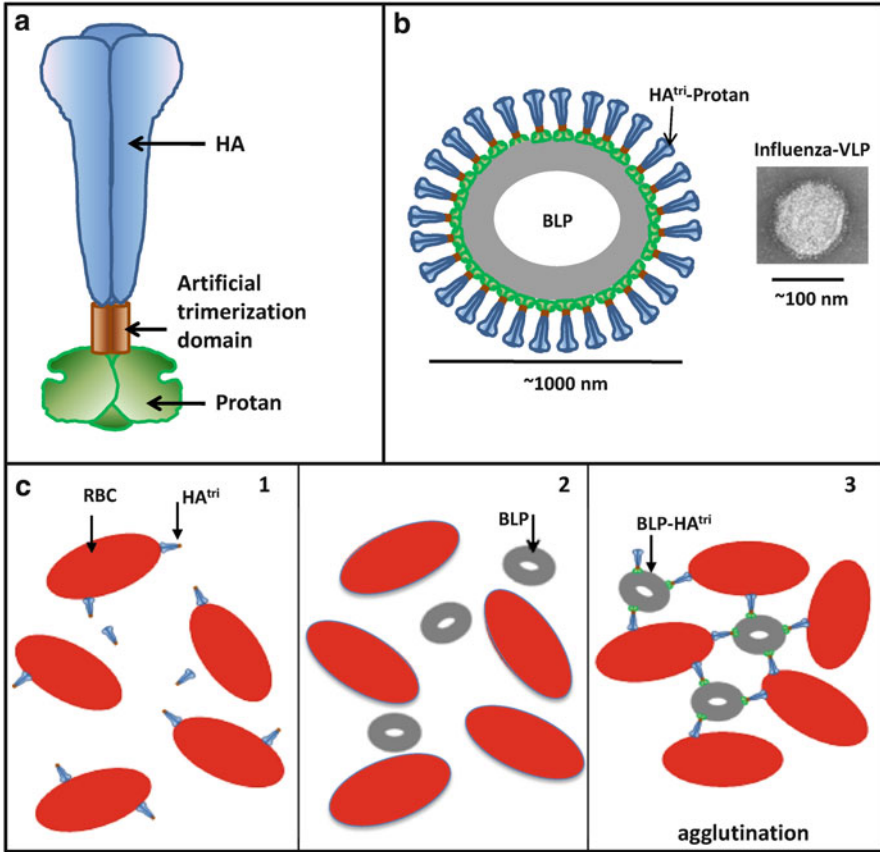 a
HA
Artificial
trimerization
domain
Protan
b
HAᵗʳⁱ-Protan
BLP
~1000 nm
Influenza-VLP
~100 nm
c
1
RBC
HAᵗʳⁱ
2
BLP
3
BLP-HAᵗʳⁱ
agglutination